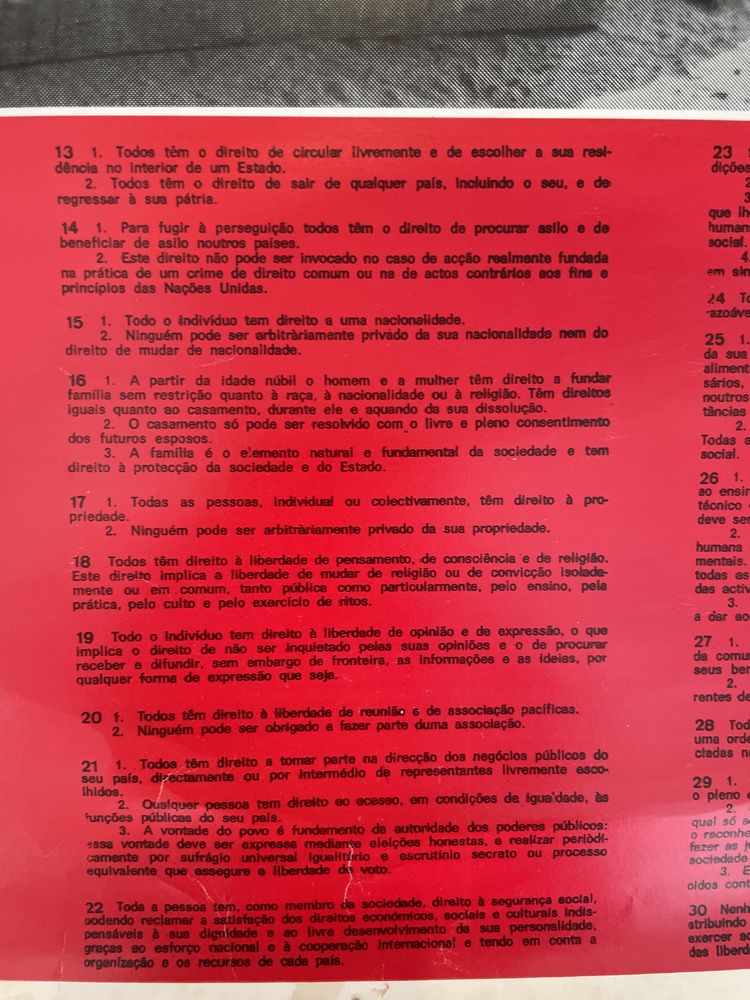 13 1. Todos têm o direito de circular livremente e de escolher a sua resi-
dência no interior de um Estado.
2. Todos têm o direito de sair de qualquer país, incluindo o seu, e de
regressar à sua pátria.
14 1. Para fugir à perseguição todos têm o direito de procurar asilo e de
beneficiar de asilo noutros países.
2. Este direito não pode ser invocado no caso de acção realmente fundada
na prática de um crime de direito comum ou na de actos contrários aos fins e
princípios das Nações Unidas.
15 1. Todo o indivíduo tem direito a uma nacionalidade.
2. Ninguém pode ser arbitràriamente privado da sua nacionalidade nem do
direito de mudar de nacionalidade.
16 1. A partir da idade núbil o homem e a mulher têm direito a fundar
família sem restrição quanto à raça, à nacionalidade ou à religião. Têm direitos
iguais quanto ao casamento, durante ele e aquando da sua dissolução.
2. O casamento só pode ser resolvido com o livre e pleno consentimento
dos futuros esposos.
3. A família é o elemento natural e fundamental da sociedade e tem
direito à protecção da sociedade e do Estado.
17 1. Todas as pessoas, individual ou colectivamente, têm direito à pro-
priedade.
2. Ninguém pode ser arbitràriamente privado da sua propriedade.
18 Todos têm direito à liberdade de pensamento, de consciência e de religião.
Este direito implica a liberdade de mudar de religião ou de convicção isolada-
mente ou em comum, tanto pública como particularmente, pelo ensino, pela
prática, pelo culto e pelo exercício de ritos.
19 Todo o indivíduo tem direito à liberdade de opinião e de expressão, o que
implica o direito de não ser inquietado pelas suas opiniões e o de procurar
receber e difundir, sem embargo de fronteira, as informações e as ideias, por
qualquer forma de expressão que seja.
20 1. Todos têm direito à liberdade de reunião e de associação pacíficas.
2. Ninguém pode ser obrigado a fazer parte duma associação.
21 1. Todos têm direito a tomar parte na direcção dos negócios públicos do
seu país, directamente ou por intermédio de representantes livremente esco-
lhidos.
2. Qualquer pessoa tem direito ao acesso, em condições de igualdade, às
funções públicas do seu país.
3. A vontade do povo é fundamento da autoridade dos poderes públicos:
essa vontade deve ser expressa mediante eleições honestas, a realizar periòdi-
camente por sufrágio universal igualitário e escrutínio secreto ou processo
equivalente que assegure a liberdade de voto.
22 Toda a pessoa tem, como membro da sociedade, direito à segurança social,
podendo reclamar a satisfação dos direitos económicos, sociais e culturais indis-
pensáveis à sua dignidade e ao livre desenvolvimento da sua personalidade,
graças ao esforço nacional e à cooperação internacional e tendo em conta a
organização e os recursos de cada país.
23
dições
2
3
que lh
human
social.
4.
em sin
24 To
razoáve
25 1.
da sua
aliment
sários,
noutros
tâncias
2.
Todas a
social.
26 1.
ao ensin
técnico
deve ser
2.
humana
mentais.
todas as
das activ
3.
a dar ao
27 1.
da comu
seus ben
2.
rentes de
28 Tod
uma orde
ciadas n
29 1.
o pleno e
2.
qual só s
o reconhe
fazer as j
sociedade
3. E
cidos cont
30 Nenh
atribuindo
exercer ac
das liberd